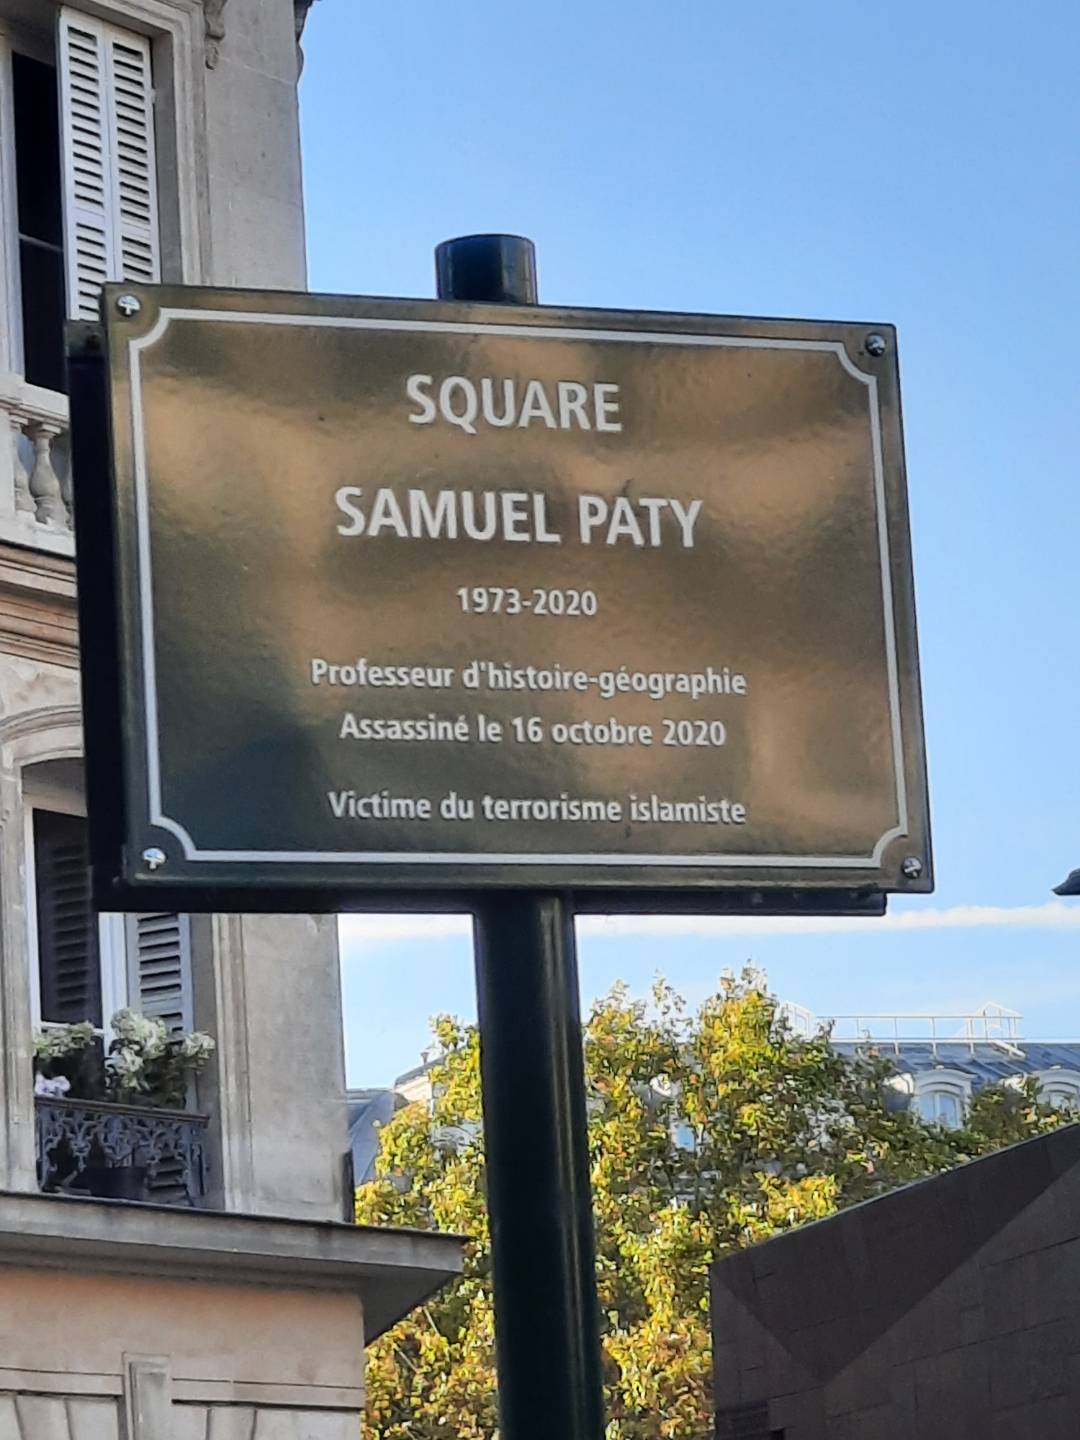 SQUARE
SAMUEL PATY
1973-2020
Professeur d'histoire-géographie
Assassiné le 16 octobre 2020
Victime du terrorisme islamiste